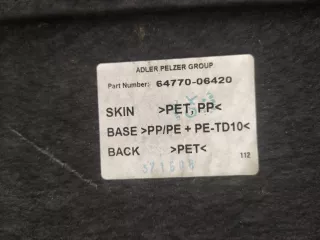 ADLER PELZER GROUP
Part Number: 64770-06420
SKIN >PET, PP<
BASE >PP/PE + PE-TD10<
BACK >PET<
112